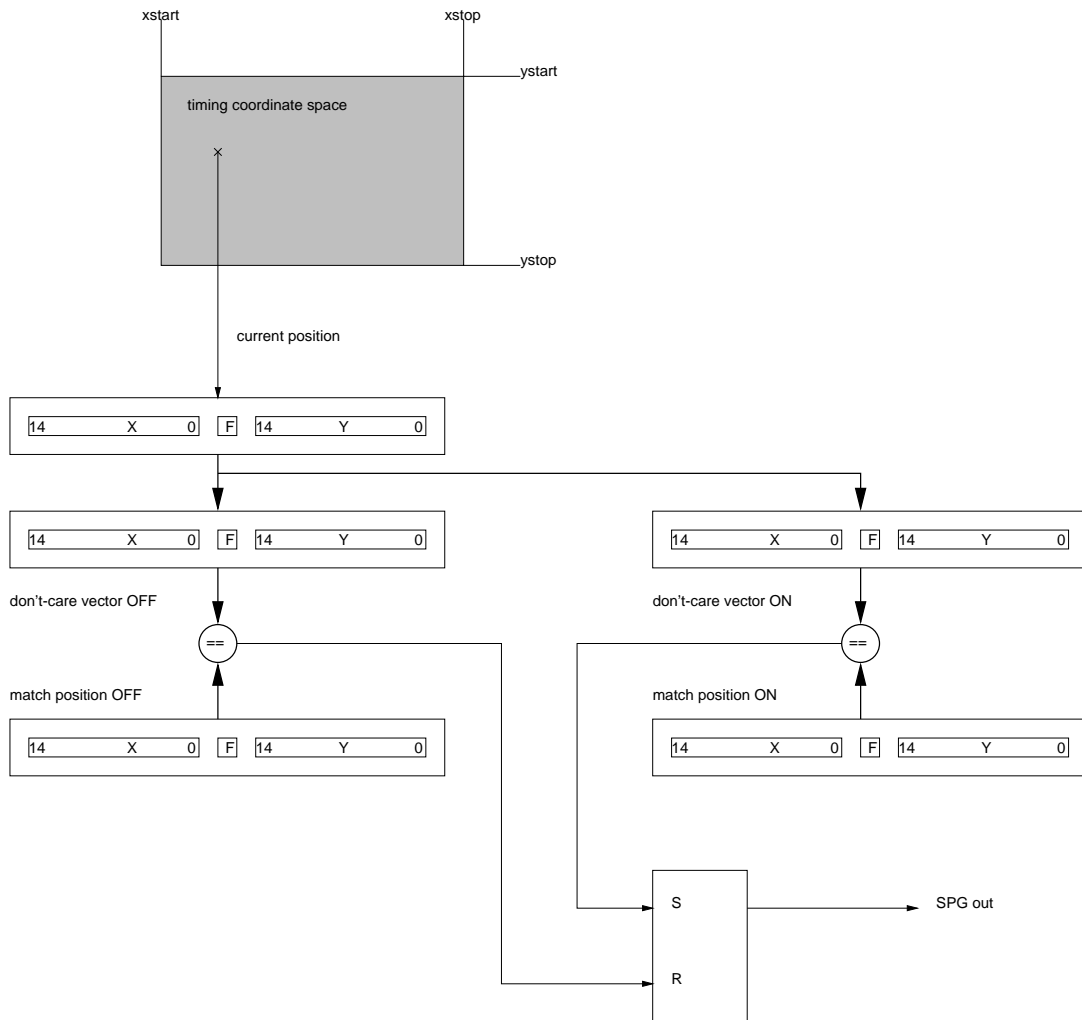 xstart xstop
ystart
timing coordinate space
ystop
current position
14 X 0 F 14 Y 0
14 X 0 F 14 Y 0 14 X 0 F 14 Y 0
don't-care vector OFF don't-care vector ON
== ==
match position OFF match position ON
14 X 0 F 14 Y 0 14 X 0 F 14 Y 0
S SPG out
R